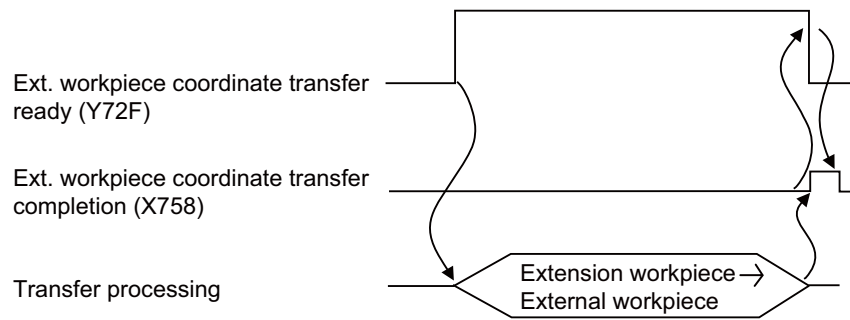 Ext. workpiece coordinate transfer
ready (Y72F)
Ext. workpiece coordinate transfer
completion (X758)
Transfer processing
Extension workpiece →
External workpiece